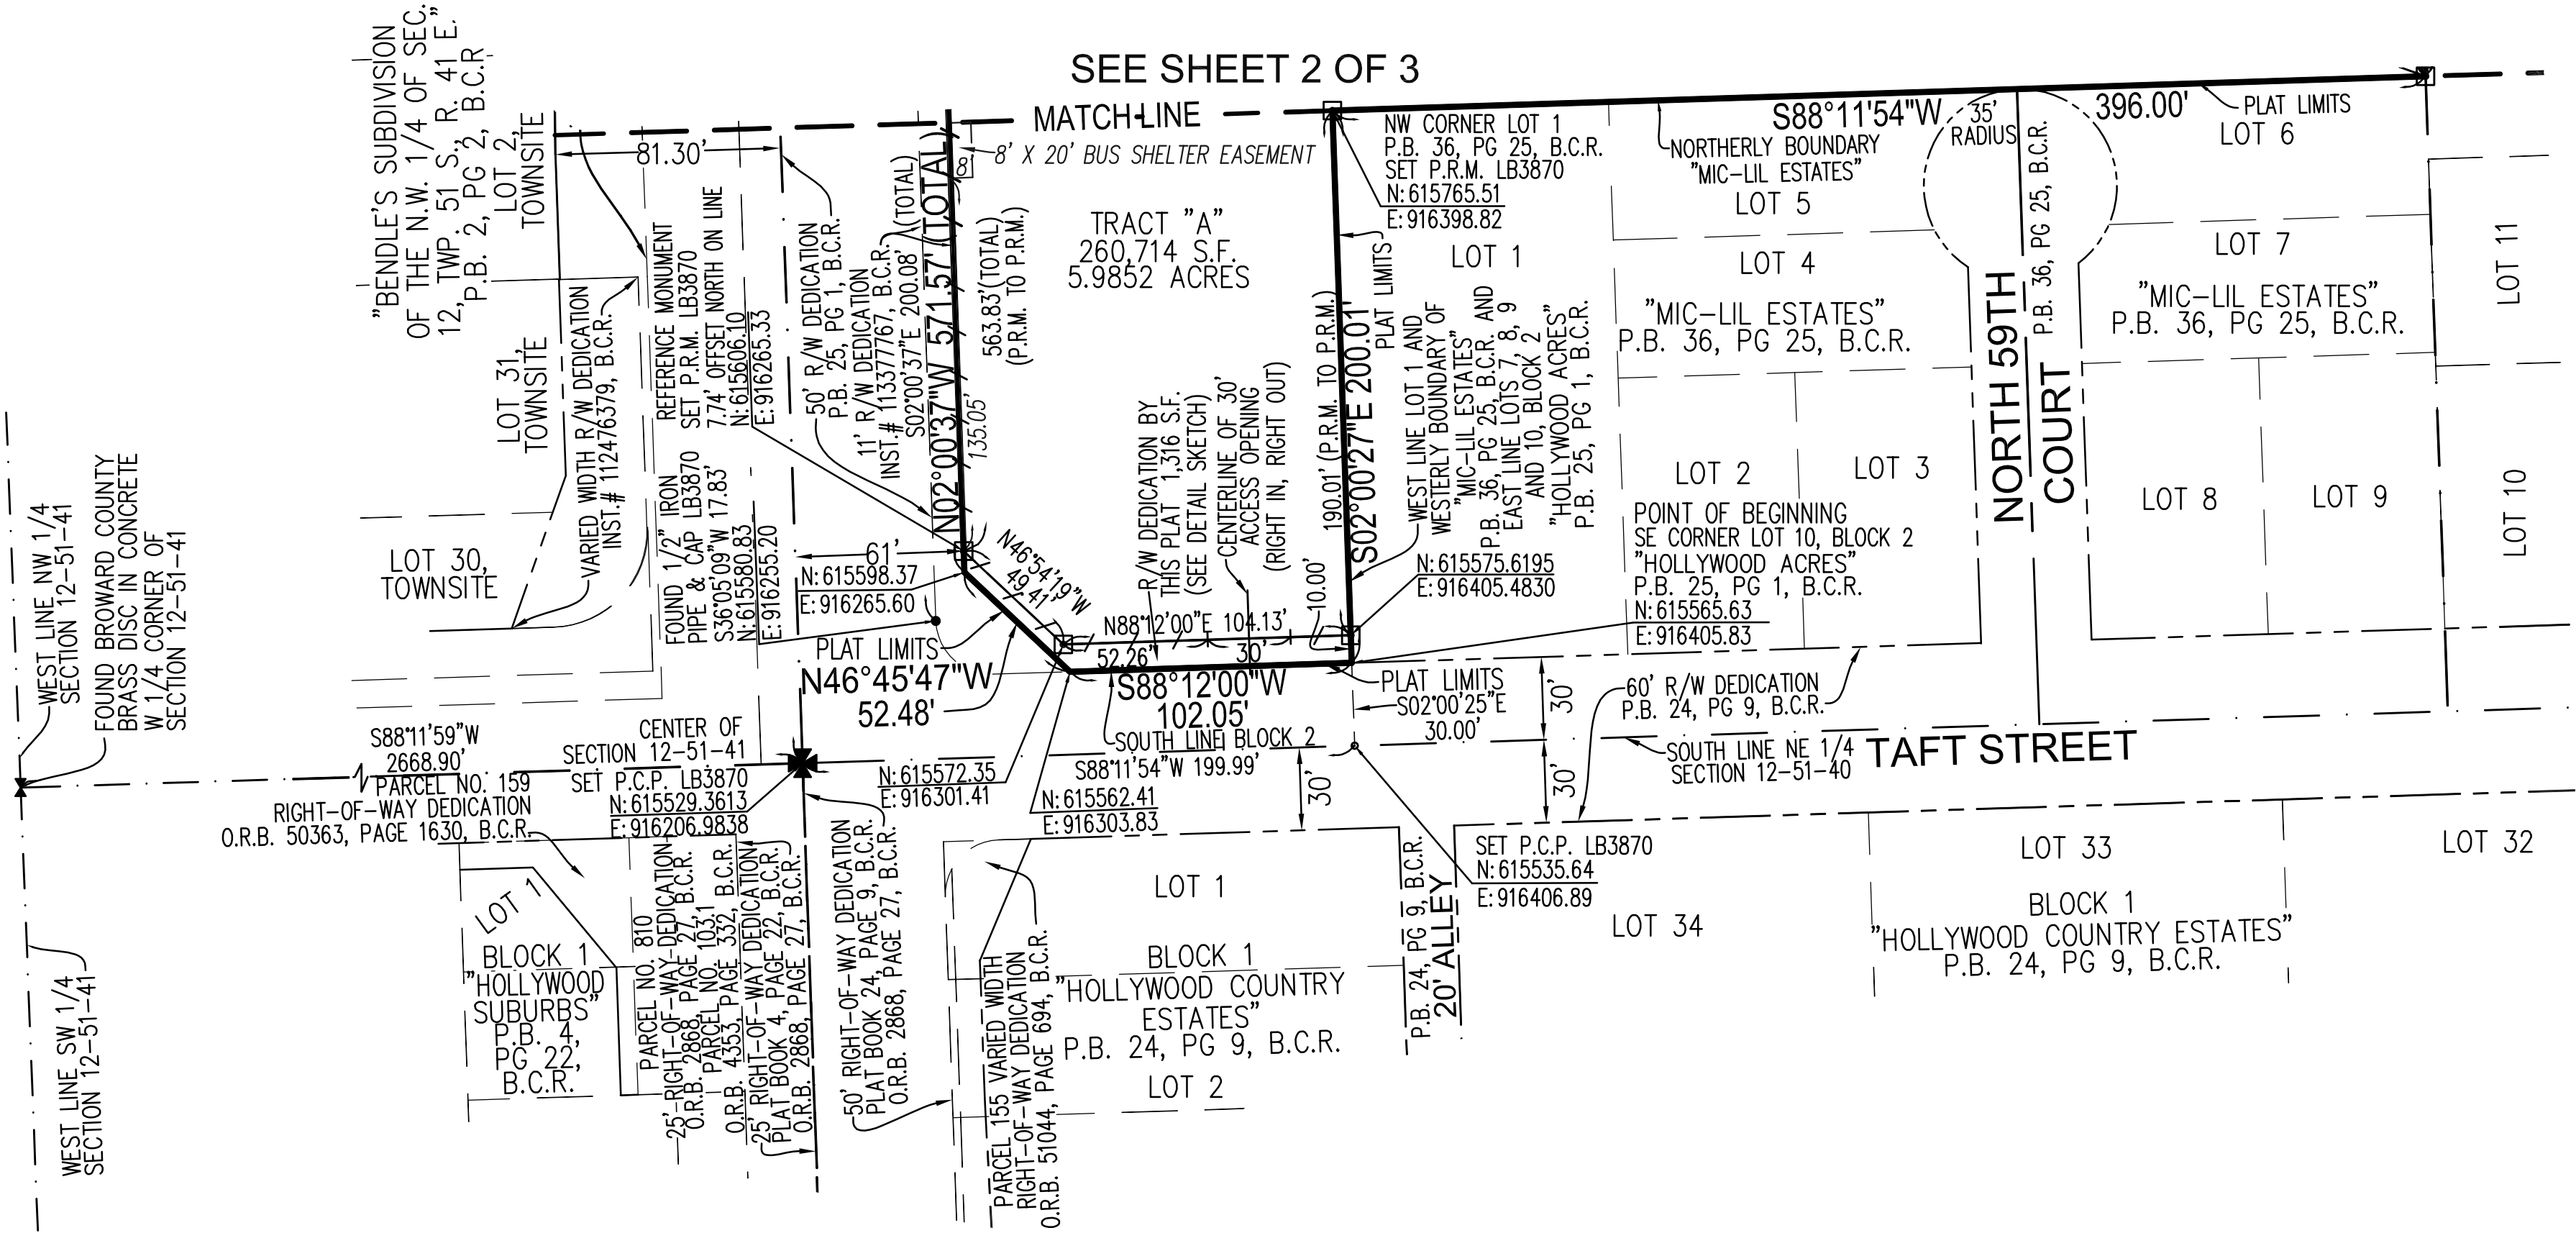 SEE SHEET 2 OF 3
MATCH-LINE
"BENDLE'S SUBDIVISION
OF THE N.W. 1/4 OF SEC.
12, TWP. 51 S., R. 41 E."
P.B. 2, PG 2, B.C.R
LOT 2,
TOWNSITE
LOT 31,
TOWNSITE
81.30'
VARIED WIDTH R/W DEDICATION
INST.# 112476379, B.C.R.
LOT 30,
TOWNSITE
REFERENCE MONUMENT
SET P.R.M. LB3870
7.74' OFFSET NORTH ON LINE
N:615606.10
E:916265.33
FOUND 1/2" IRON
PIPE & CAP LB3870
S36°05'09"W 17.83'
N:615580.83
E:916255.20
50' R/W DEDICATION
P.B. 25, PG 1, B.C.R.
11' R/W DEDICATION
INST.# 113377767, B.C.R.
S02°00'37"E 200.08' (TOTAL)
N02°00'37"W 571.57' (TOTAL)
135.05'
563.83'(TOTAL)
(P.R.M. TO P.R.M.)
8'
8' X 20' BUS SHELTER EASEMENT
TRACT "A"
260,714 S.F.
5.9852 ACRES
R/W DEDICATION BY
THIS PLAT 1,316 S.F.
(SEE DETAIL SKETCH)
CENTERLINE OF 30'
ACCESS OPENING
(RIGHT IN, RIGHT OUT)
190.01' (P.R.M. TO P.R.M.)
S02°00'27"E 200.01'
PLAT LIMITS
10.00'
NW CORNER LOT 1
P.B. 36, PG 25, B.C.R.
SET P.R.M. LB3870
N:615765.51
E:916398.82
LOT 1
WEST LINE LOT 1 AND
WESTERLY BOUNDARY OF
"MIC-LIL ESTATES"
P.B. 36, PG 25, B.C.R. AND
EAST LINE LOTS 7, 8, 9
AND 10, BLOCK 2
"HOLLYWOOD ACRES"
P.B. 25, PG 1, B.C.R.
N:615575.6195
E:916405.4830
S88°11'54"W
396.00'
PLAT LIMITS
NORTHERLY BOUNDARY
"MIC-LIL ESTATES"
LOT 5
35'
RADIUS
LOT 6
LOT 4
"MIC-LIL ESTATES"
P.B. 36, PG 25, B.C.R.
LOT 7
"MIC-LIL ESTATES"
P.B. 36, PG 25, B.C.R.
LOT 11
LOT 10
NORTH 59TH
COURT
P.B. 36, PG 25, B.C.R.
LOT 2
LOT 3
LOT 8
LOT 9
POINT OF BEGINNING
SE CORNER LOT 10, BLOCK 2
"HOLLYWOOD ACRES"
P.B. 25, PG 1, B.C.R.
N:615565.63
E:916405.83
61'
N:615598.37
E:916265.60
N46°54'19"W
49.41'
N88°12'00"E 104.13'
52.26'
30'
PLAT LIMITS
N46°45'47"W
52.48'
S88°12'00"W
102.05'
PLAT LIMITS
S02°00'25"E
30.00'
SOUTH LINE BLOCK 2
S88°11'54"W 199.99'
30'
30'
30'
60' R/W DEDICATION
P.B. 24, PG 9, B.C.R.
SOUTH LINE NE 1/4
SECTION 12-51-40
TAFT STREET
WEST LINE NW 1/4
SECTION 12-51-41
FOUND BROWARD COUNTY
BRASS DISC IN CONCRETE
W 1/4 CORNER OF
SECTION 12-51-41
S88°11'59"W
2668.90'
PARCEL NO. 159
RIGHT-OF-WAY DEDICATION
O.R.B. 50363, PAGE 1630, B.C.R.
CENTER OF
SECTION 12-51-41
SET P.C.P. LB3870
N:615529.3613
E:916206.9838
N:615572.35
E:916301.41
N:615562.41
E:916303.83
SET P.C.P. LB3870
N:615535.64
E:916406.89
WEST LINE SW 1/4
SECTION 12-51-41
LOT 1
BLOCK 1
"HOLLYWOOD
SUBURBS"
P.B. 4,
PG 22,
B.C.R.
PARCEL NO. 810
25'-RIGHT-OF-WAY-DEDICATION
O.R.B. 2868, PAGE 27, B.C.R.
PARCEL NO. 103.1
O.R.B. 4353, PAGE 332, B.C.R.
25' RIGHT-OF-WAY DEDICATION
PLAT BOOK 4, PAGE 22, B.C.R.
O.R.B. 2868, PAGE 27, B.C.R.
50' RIGHT-OF-WAY DEDICATION
PLAT BOOK 24, PAGE 9, B.C.R.
O.R.B. 2868, PAGE 27, B.C.R.
PARCEL 155 VARIED WIDTH
RIGHT-OF-WAY DEDICATION
O.R.B. 51044, PAGE 694, B.C.R.
LOT 1
BLOCK 1
"HOLLYWOOD COUNTRY
ESTATES"
P.B. 24, PG 9, B.C.R.
LOT 2
P.B. 24, PG 9, B.C.R.
20' ALLEY
LOT 34
LOT 33
BLOCK 1
"HOLLYWOOD COUNTRY ESTATES"
P.B. 24, PG 9, B.C.R.
LOT 32